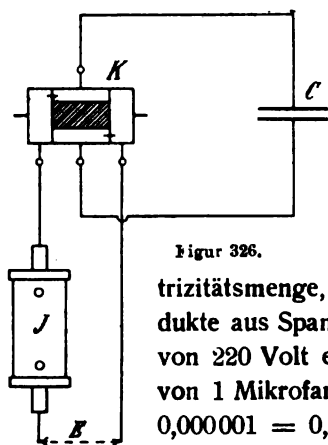 K
C
J
E
Figur 326.
trizitätsmenge,
dukte aus Span
von 220 Volt e
von 1 Mikrofar
0,000001 = 0,